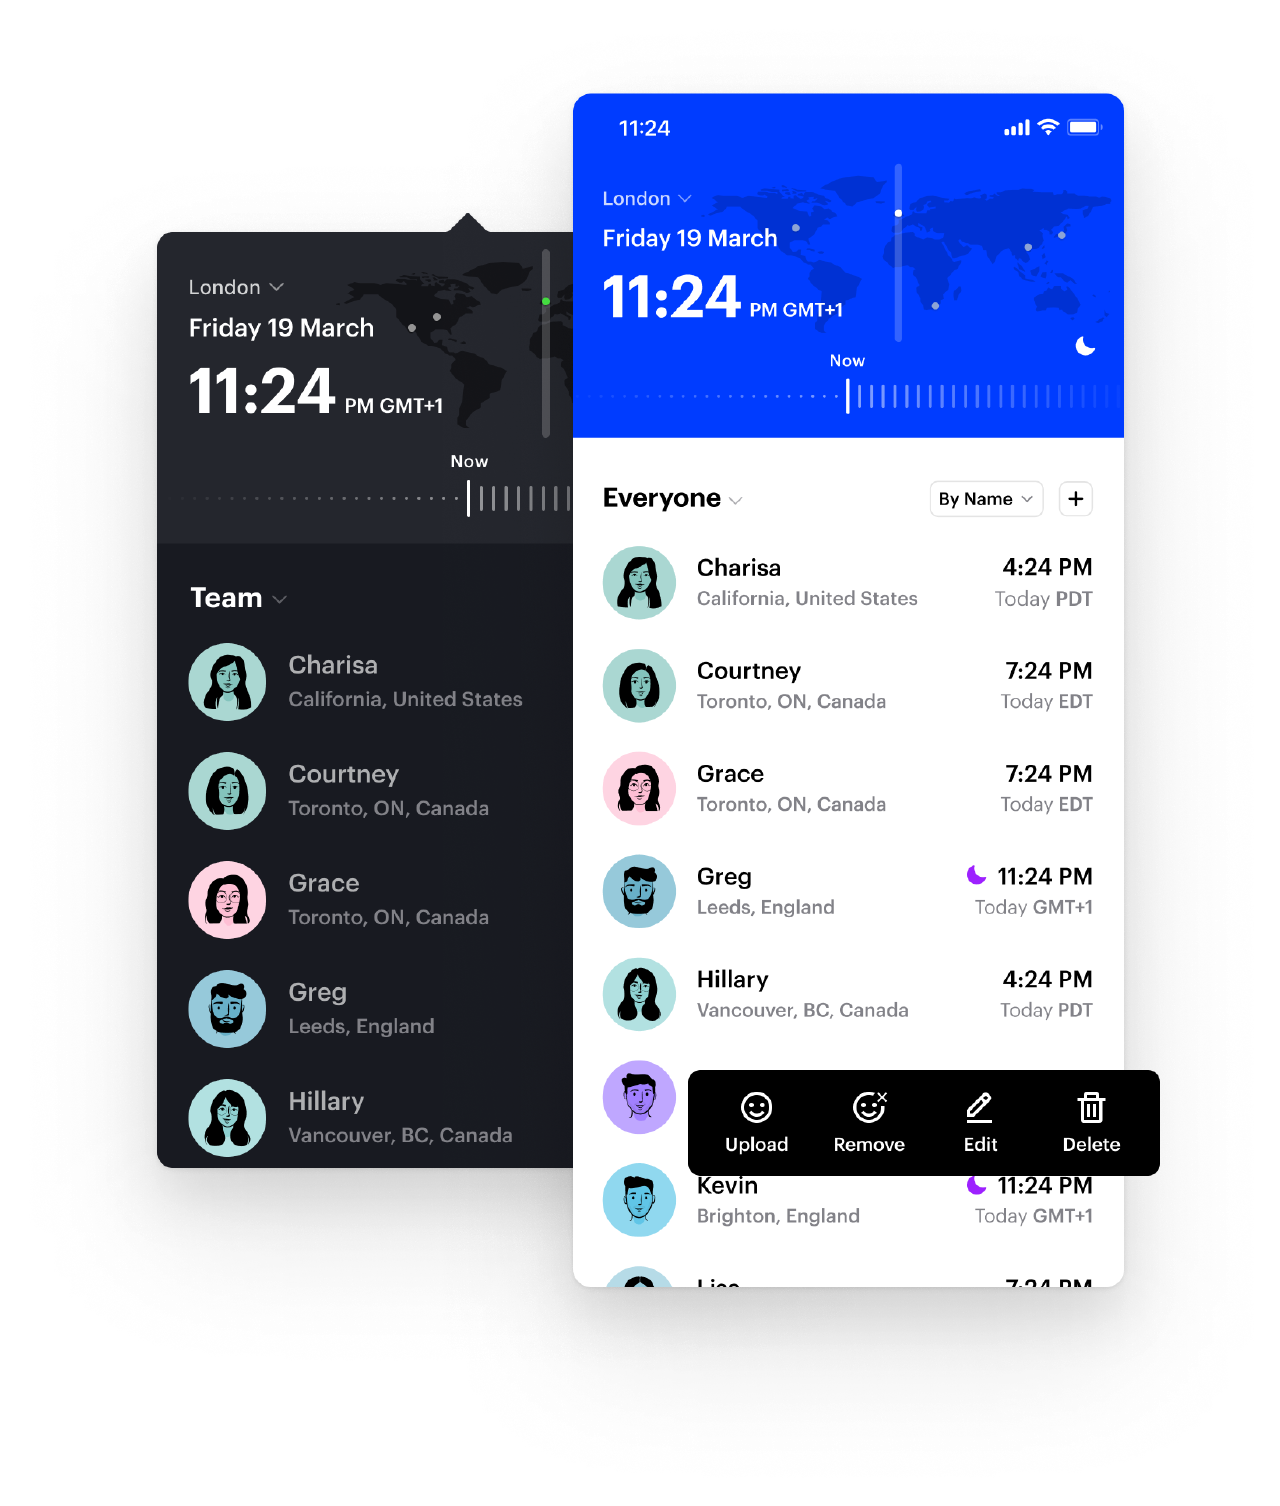 London
Friday 19 March
11:24 PM GMT+1
Now
Team
Charisa
California, United States
Courtney
Toronto, ON, Canada
Grace
Toronto, ON, Canada
Greg
Leeds, England
Hillary
Vancouver, BC, Canada
11:24
London
Friday 19 March
11:24 PM GMT+1
Now
Everyone
By Name
Charisa
4:24 PM
California, United States
Today PDT
Courtney
7:24 PM
Toronto, ON, Canada
Today EDT
Grace
7:24 PM
Toronto, ON, Canada
Today EDT
Greg
11:24 PM
Leeds, England
Today GMT+1
Hillary
4:24 PM
Vancouver, BC, Canada
Today PDT
Upload
Remove
Edit
Delete
Kevin
11:24 PM
Brighton, England
Today GMT+1
7:24 PM